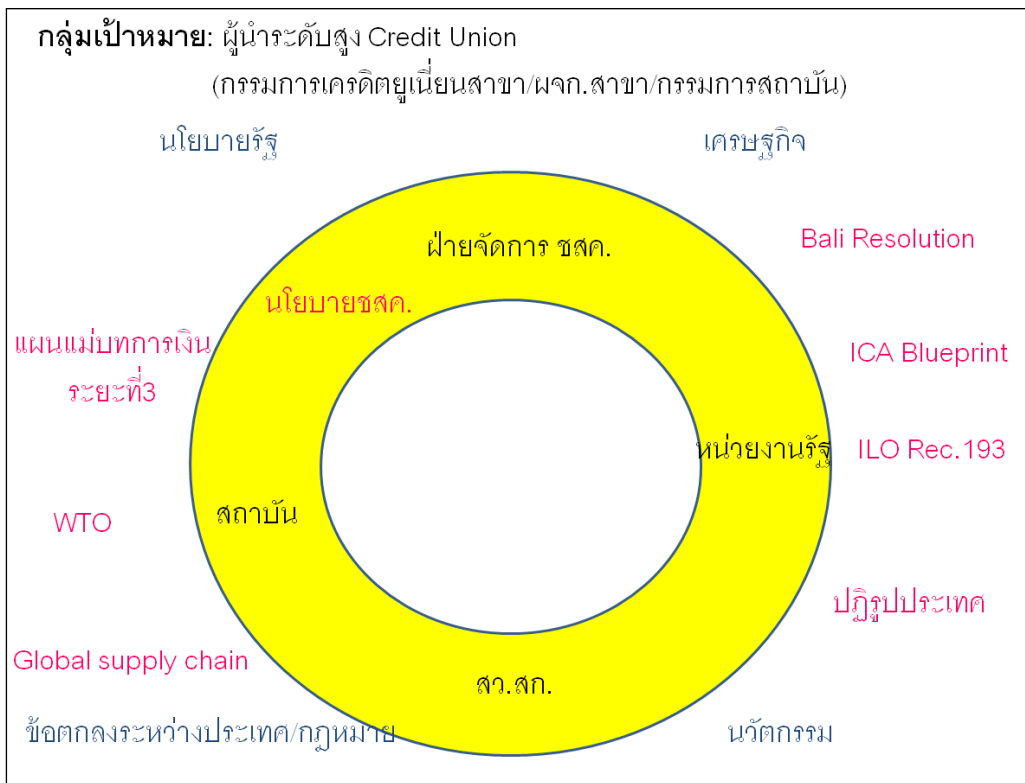 กลุ่มเป้าหมาย: ผู้นำระดับสูง Credit Union
(กรรมการเครดิตยูเนี่ยนสาขา/ผจก.สาขา/กรรมการสถาบัน)
นโยบายรัฐ
เศรษฐกิจ
ฝ่ายจัดการ ชสค.
Bali Resolution
นโยบายชสค.
แผนแม่บทการเงิน
ระยะที่3
ICA Blueprint
หน่วยงานรัฐ
ILO Rec.193
สถาบัน
WTO
ปฏิรูปประเทศ
Global supply chain
สว.สก.
ข้อตกลงระหว่างประเทศ/กฎหมาย
นวัตกรรม